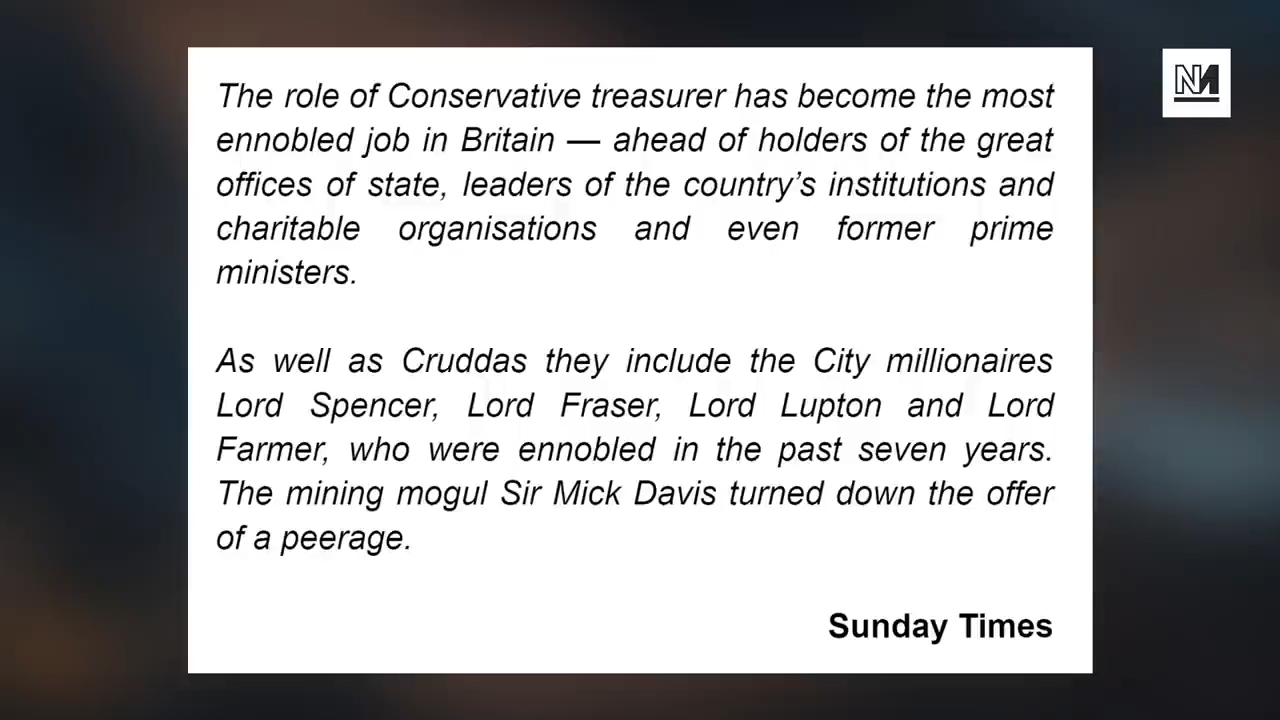 The role of Conservative treasurer has become the most
ennobled job in Britain — ahead of holders of the great
offices of state, leaders of the country’s institutions and
charitable organisations and even former prime
ministers.
As well as Cruddas they include the City millionaires
Lord Spencer, Lord Fraser, Lord Lupton and Lord
Farmer, who were ennobled in the past seven years.
The mining mogul Sir Mick Davis turned down the offer
of a peerage.
Sunday Times
NM